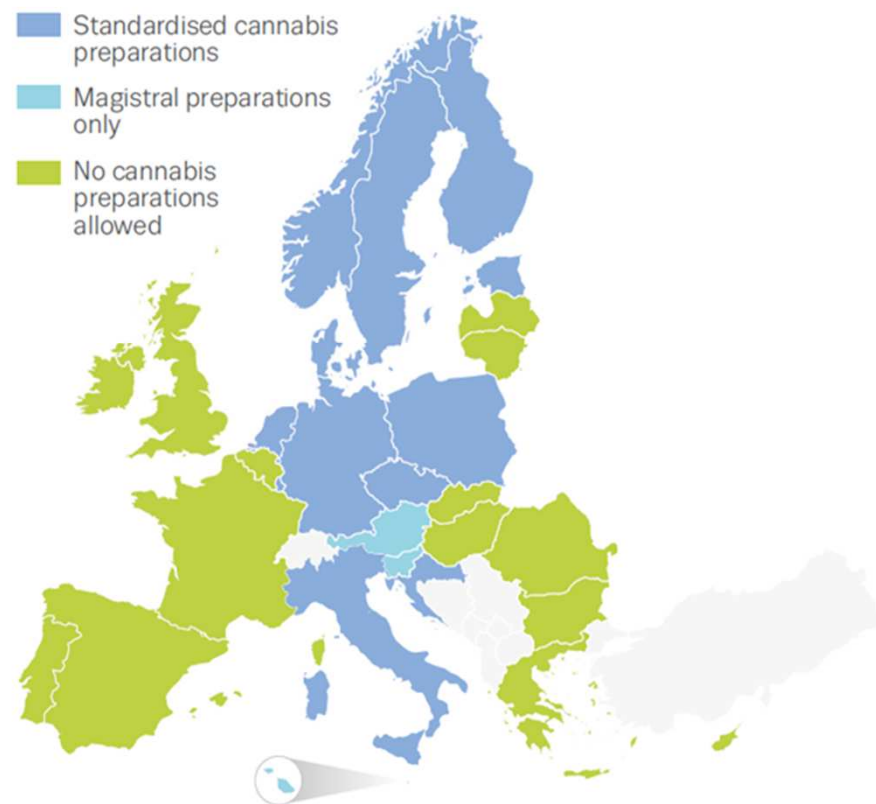 Standardised cannabis
preparations
Magistral preparations
only
No cannabis
preparations
allowed